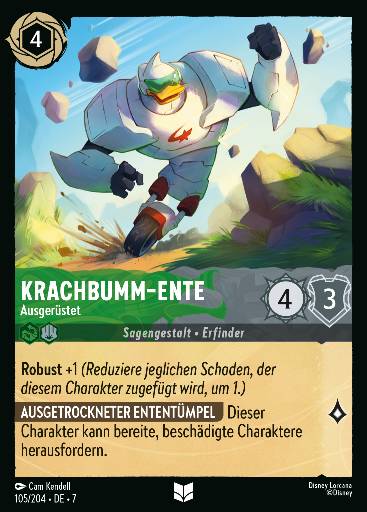 4
KRACHBUMM-ENTE
Ausgerüstet
4
3
Sagengestalt • Erfinder
Robust +1 (Reduziere jeglichen Schaden, der
diesem Charakter zugefügt wird, um 1.)
AUSGETROCKNETER ENTENTÜMPEL Dieser
Charakter kann bereite, beschädigte Charaktere
herausfordern.
Cam Kendell
105/204 • DE • 7
Disney Lorcana
©Disney